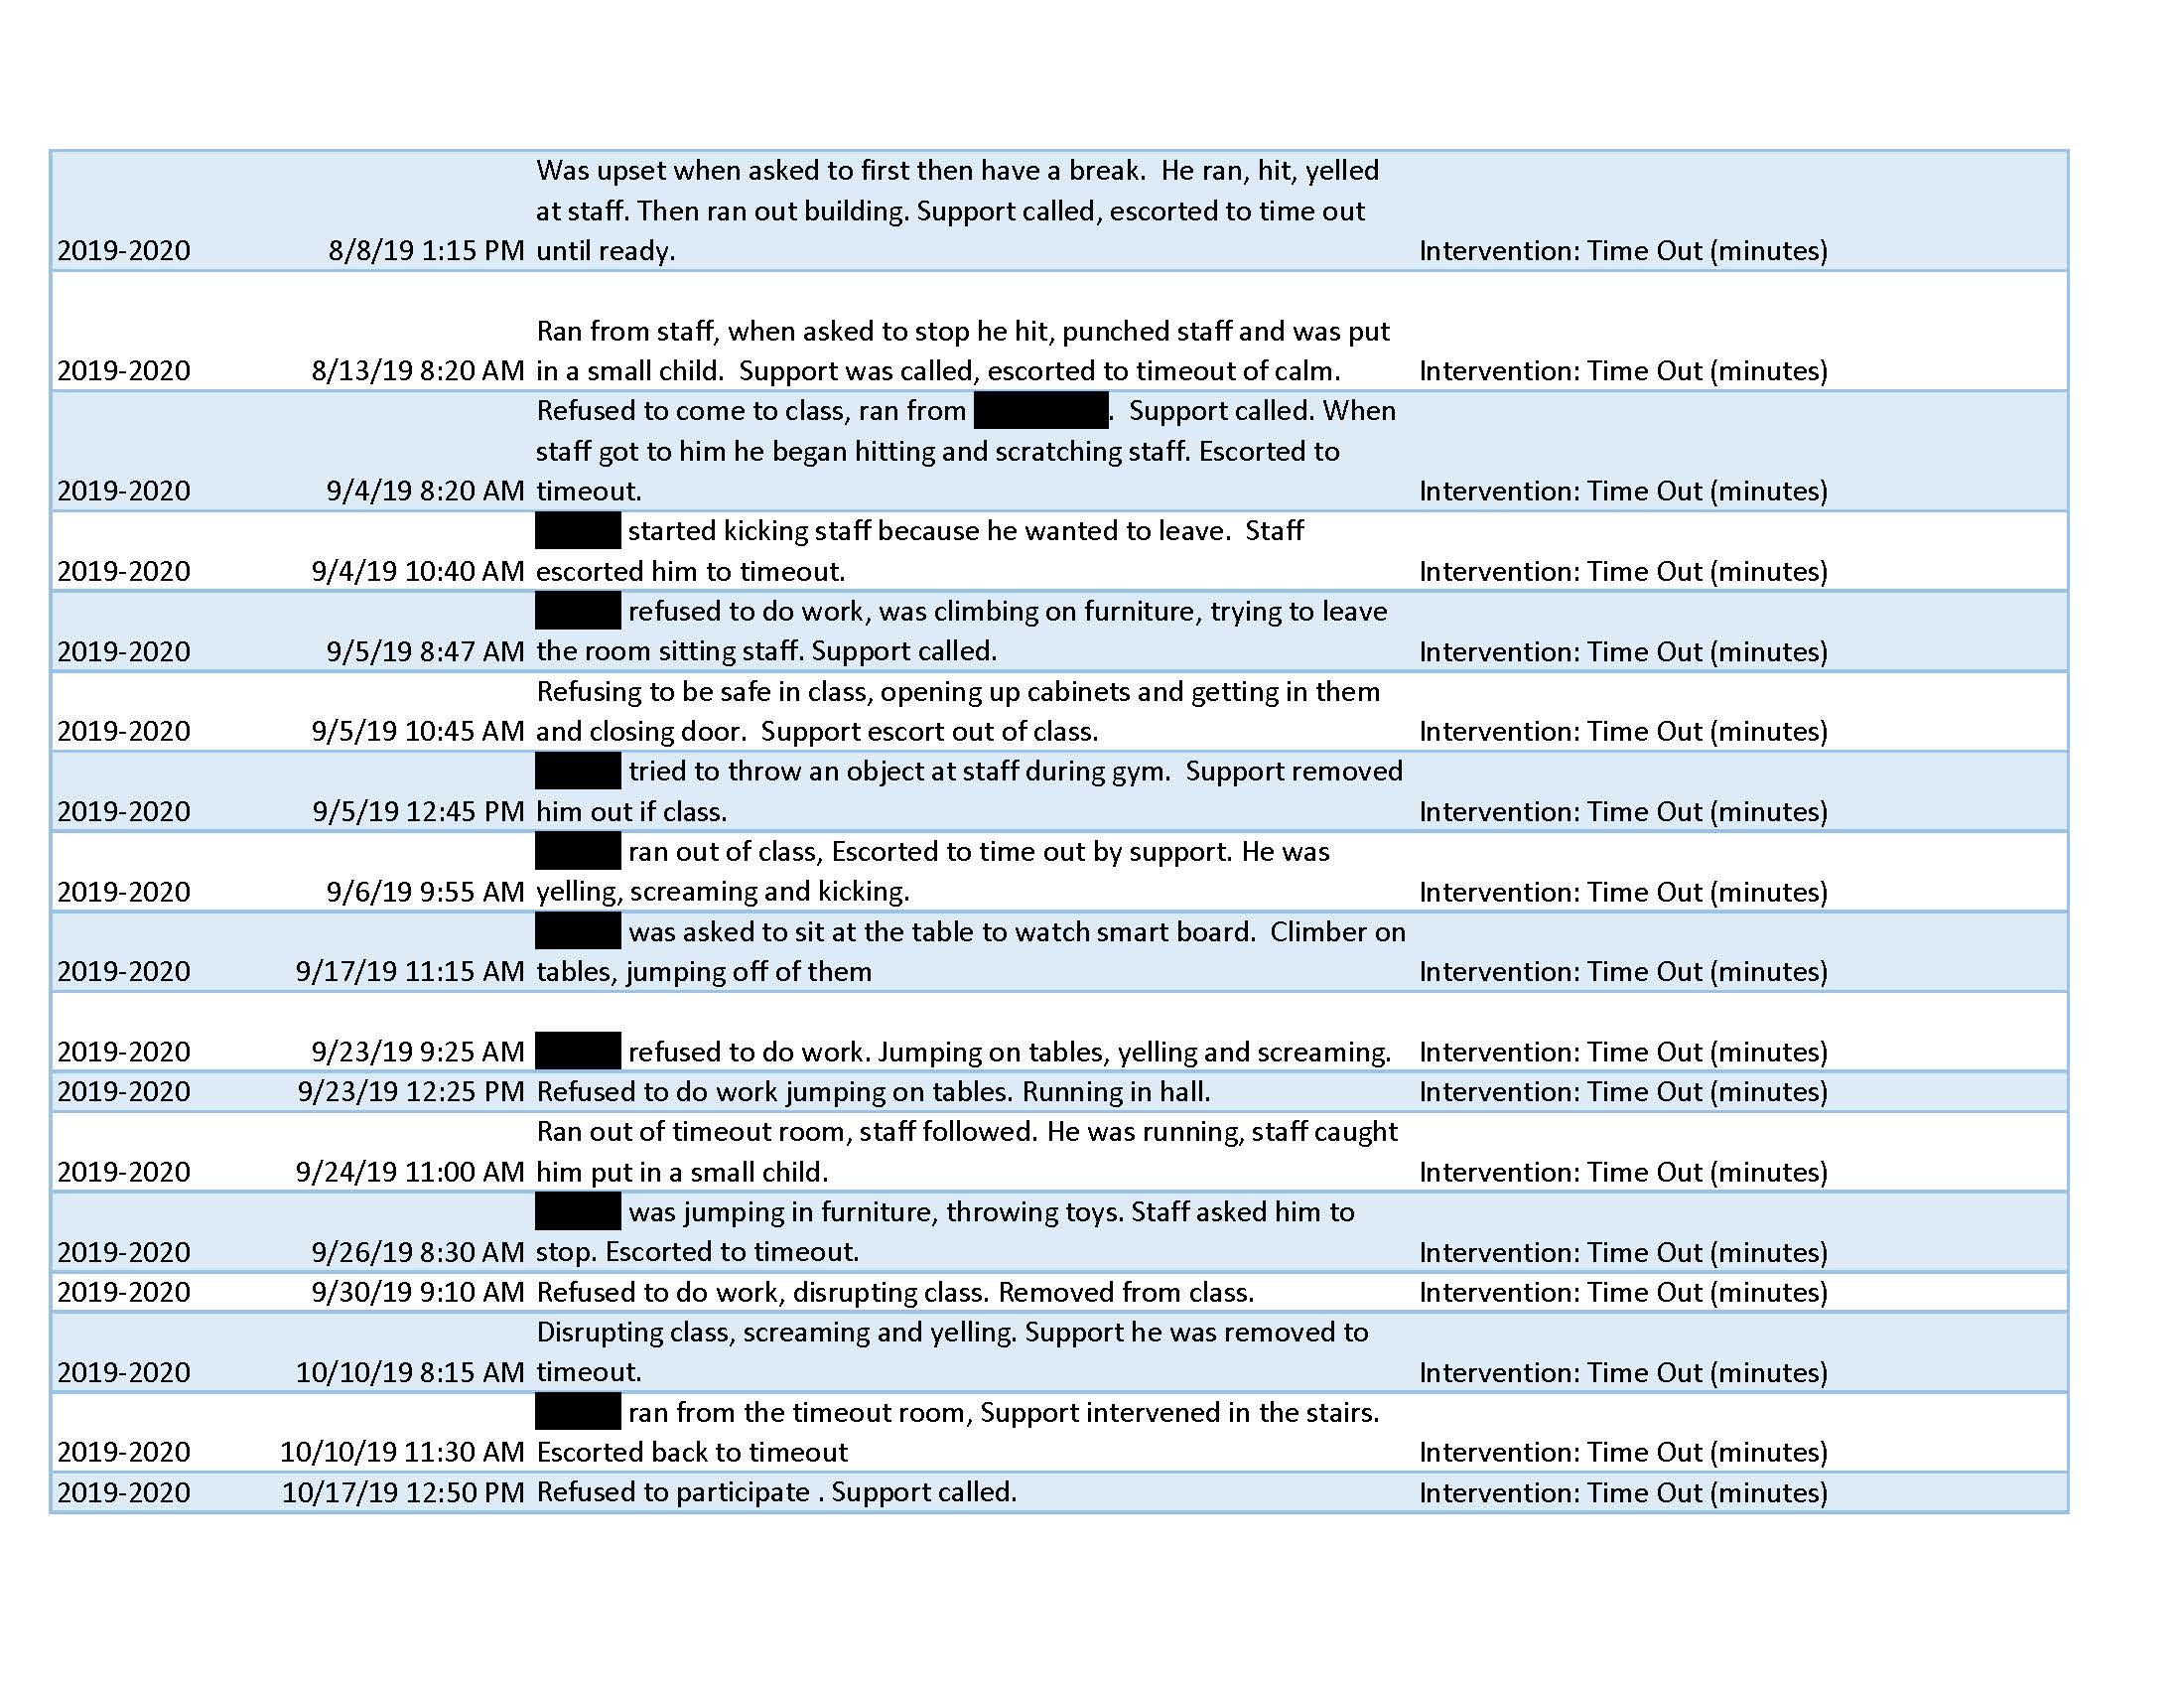 Was upset when asked to first then have a break.  He ran, hit, yelled
at staff. Then ran out building. Support called, escorted to time out
2019-2020 8/8/19 1:15 PM until ready. Intervention: Time Out (minutes)
Ran from staff, when asked to stop he hit, punched staff and was put
2019-2020 8/13/19 8:20 AM in a small child.  Support was called, escorted to timeout of calm. Intervention: Time Out (minutes)
Refused to come to class, ran from .  Support called. When
staff got to him he began hitting and scratching staff. Escorted to
2019-2020 9/4/19 8:20 AM timeout. Intervention: Time Out (minutes)
started kicking staff because he wanted to leave.  Staff
2019-2020 9/4/19 10:40 AM escorted him to timeout. Intervention: Time Out (minutes)
refused to do work, was climbing on furniture, trying to leave
2019-2020 9/5/19 8:47 AM the room sitting staff. Support called. Intervention: Time Out (minutes)
Refusing to be safe in class, opening up cabinets and getting in them
2019-2020 9/5/19 10:45 AM and closing door.  Support escort out of class. Intervention: Time Out (minutes)
tried to throw an object at staff during gym.  Support removed
2019-2020 9/5/19 12:45 PM him out if class. Intervention: Time Out (minutes)
ran out of class, Escorted to time out by support. He was
2019-2020 9/6/19 9:55 AM yelling, screaming and kicking. Intervention: Time Out (minutes)
was asked to sit at the table to watch smart board.  Climber on
2019-2020 9/17/19 11:15 AM tables, jumping off of them Intervention: Time Out (minutes)
2019-2020 9/23/19 9:25 AM refused to do work. Jumping on tables, yelling and screaming. Intervention: Time Out (minutes)
2019-2020 9/23/19 12:25 PM Refused to do work jumping on tables. Running in hall. Intervention: Time Out (minutes)
Ran out of timeout room, staff followed. He was running, staff caught
2019-2020 9/24/19 11:00 AM him put in a small child. Intervention: Time Out (minutes)
was jumping in furniture, throwing toys. Staff asked him to
2019-2020 9/26/19 8:30 AM stop. Escorted to timeout. Intervention: Time Out (minutes)
2019-2020 9/30/19 9:10 AM Refused to do work, disrupting class. Removed from class. Intervention: Time Out (minutes)
Disrupting class, screaming and yelling. Support he was removed to
2019-2020 10/10/19 8:15 AM timeout. Intervention: Time Out (minutes)
ran from the timeout room, Support intervened in the stairs.
2019-2020 10/10/19 11:30 AM Escorted back to timeout Intervention: Time Out (minutes)
2019-2020 10/17/19 12:50 PM Refused to participate . Support called. Intervention: Time Out (minutes)